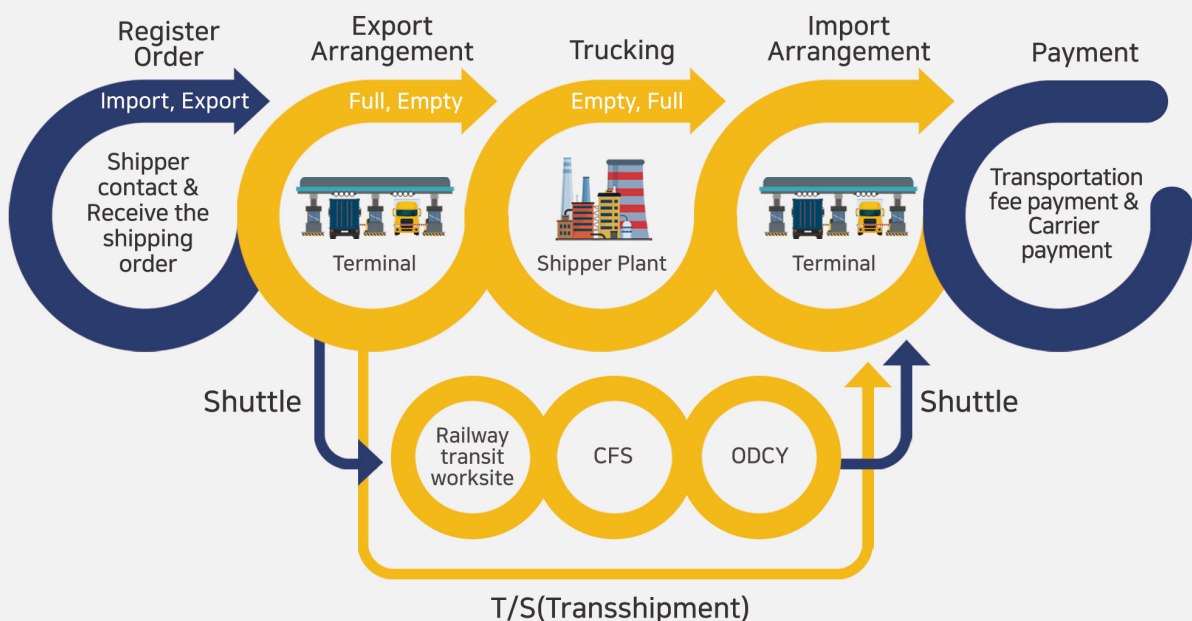 Register
Order
Export
Arrangement
Trucking
Import
Arrangement
Payment
Import, Export
Full, Empty
Empty, Full
Shipper
contact &
Receive the
shipping
order
Terminal
Shipper Plant
Terminal
Transportation
fee payment &
Carrier
payment
Shuttle
Railway
transit
worksite
CFS
ODCY
Shuttle
T/S(Transshipment)